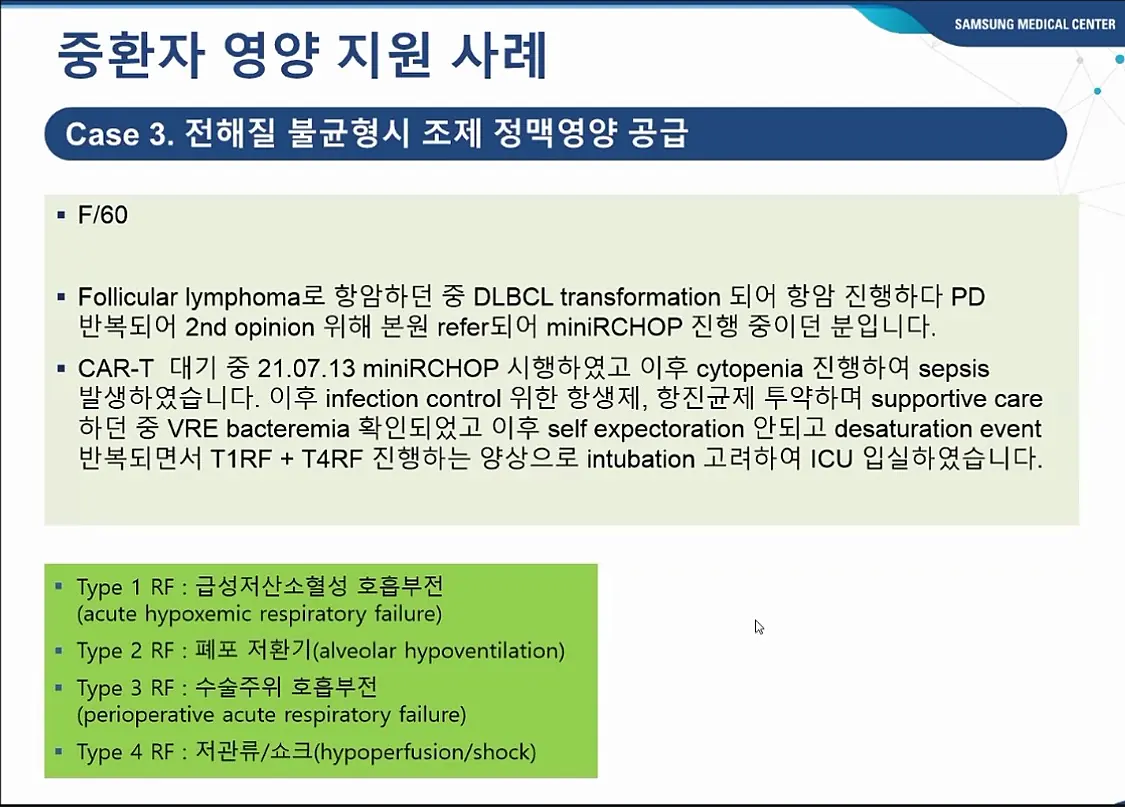 SAMSUNG MEDICAL CENTER
중환자 영양 지원 사례
Case 3. 전해질 불균형시 조제 정맥영양 공급
▪ F/60
▪ Follicular lymphoma로 항암하던 중 DLBCL transformation 되어 항암 진행하다 PD
반복되어 2nd opinion 위해 본원 refer되어 miniRCHOP 진행 중이던 분입니다.
▪ CAR-T 대기 중 21.07.13 miniRCHOP 시행하였고 이후 cytopenia 진행하여 sepsis
발생하였습니다. 이후 infection control 위한 항생제, 항진균제 투약하며 supportive care
하던 중 VRE bacteremia 확인되었고 이후 self expectoration 안되고 desaturation event
반복되면서 T1RF + T4RF 진행하는 양상으로 intubation 고려하여 ICU 입실하였습니다.
▪ Type 1 RF : 급성저산소혈성 호흡부전
(acute hypoxemic respiratory failure)
▪ Type 2 RF : 폐포 저환기(alveolar hypoventilation)
▪ Type 3 RF : 수술주위 호흡부전
(perioperative acute respiratory failure)
▪ Type 4 RF : 저관류/쇼크(hypoperfusion/shock)